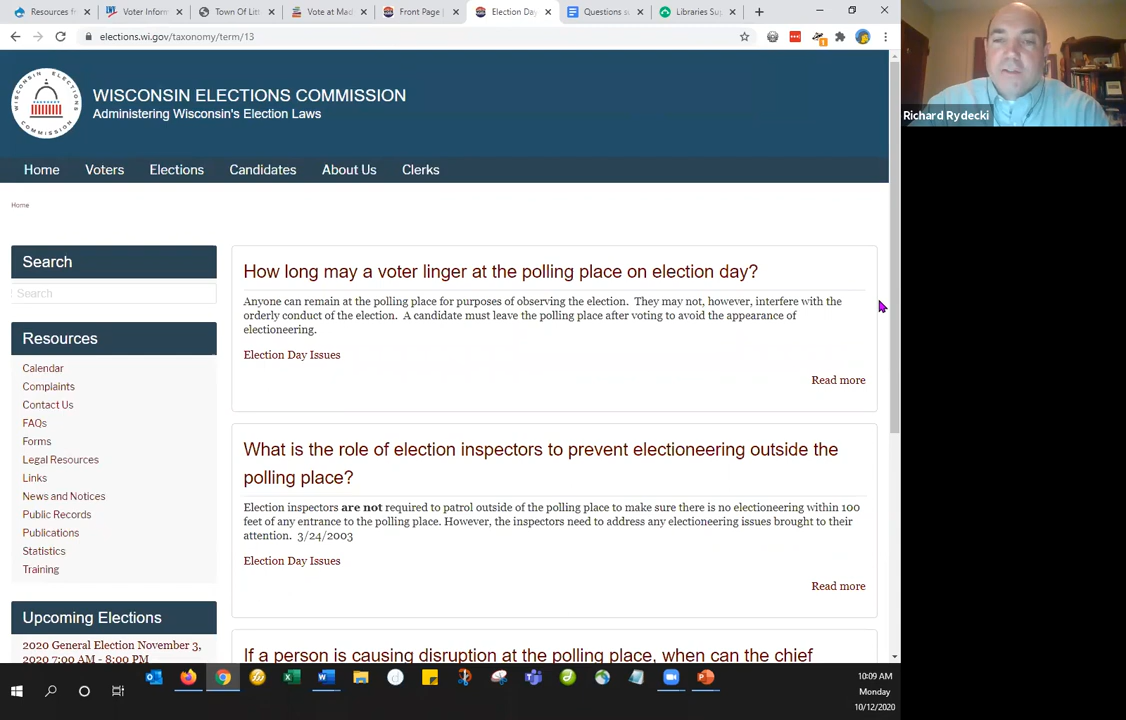 Resources f
Voter Inform
Town Of Litt
Vote at Mad
Front Page |
Election Day
Questions su
Libraries Sup
elections.wi.gov/taxonomy/term/13
WISCONSIN ELECTIONS COMMISSION
Administering Wisconsin's Election Laws
WISCONSIN ELECTIONS COMMISSION
Home Voters Elections Candidates About Us Clerks
Home
Search
Search
Resources
Calendar
Complaints
Contact Us
FAQs
Forms
Legal Resources
Links
News and Notices
Public Records
Publications
Statistics
Training
Upcoming Elections
2020 General Election November 3,
2020 7:00 AM - 8:00 PM
How long may a voter linger at the polling place on election day?
Anyone can remain at the polling place for purposes of observing the election. They may not, however, interfere with the
orderly conduct of the election. A candidate must leave the polling place after voting to avoid the appearance of
electioneering.
Election Day Issues
Read more
What is the role of election inspectors to prevent electioneering outside the
polling place?
Election inspectors are not required to patrol outside of the polling place to make sure there is no electioneering within 100
feet of any entrance to the polling place. However, the inspectors need to address any electioneering issues brought to their
attention. 3/24/2003
Election Day Issues
Read more
If a person is causing disruption at the polling place, when can the chief
Richard Rydecki
10:09 AM
Monday
10/12/2020